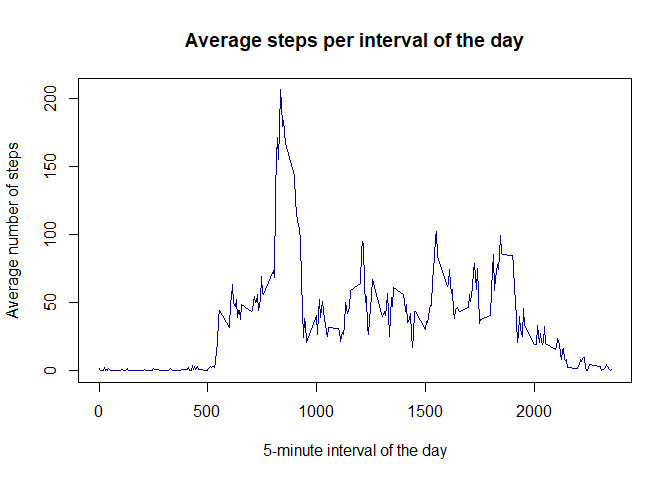 Average steps per interval of the day
Average number of steps
200
150
100
50
0
0 500 1000 1500 2000
5-minute interval of the day